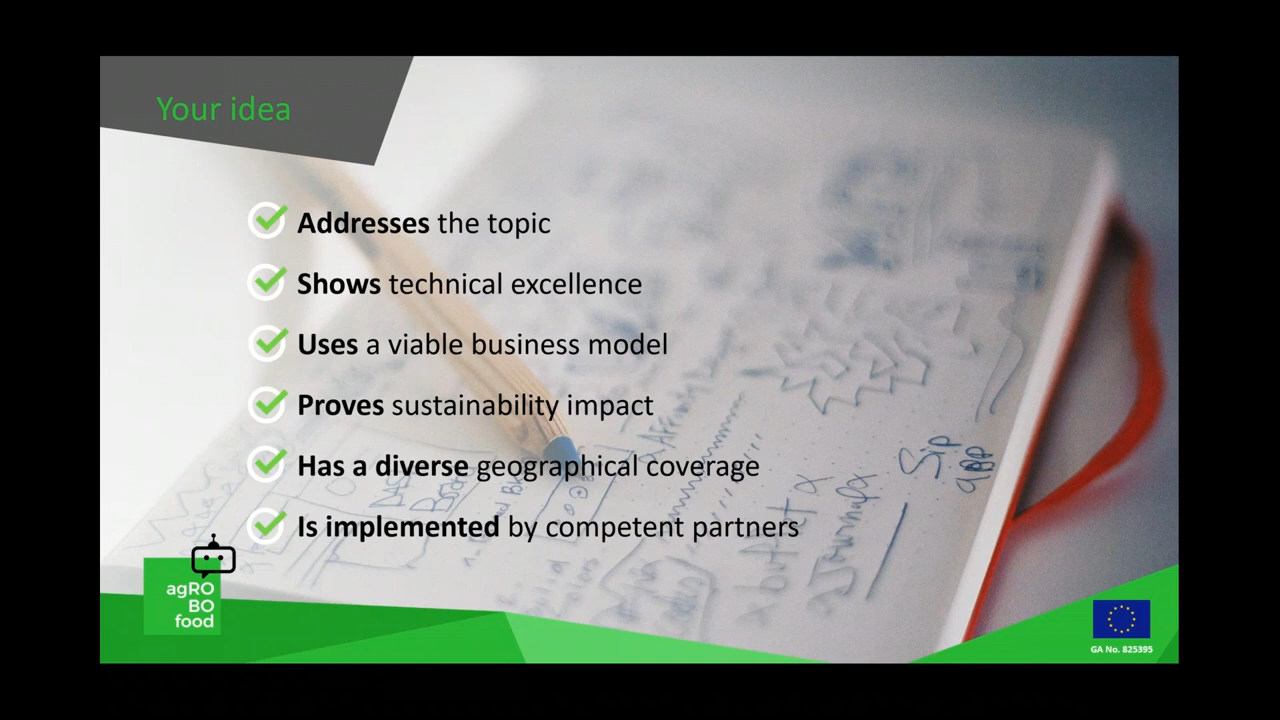 Your idea
Addresses the topic
Shows technical excellence
Uses a viable business model
Proves sustainability impact
Has a diverse geographical coverage
Is implemented by competent partners
agRO
BO
food
GA No. 825395